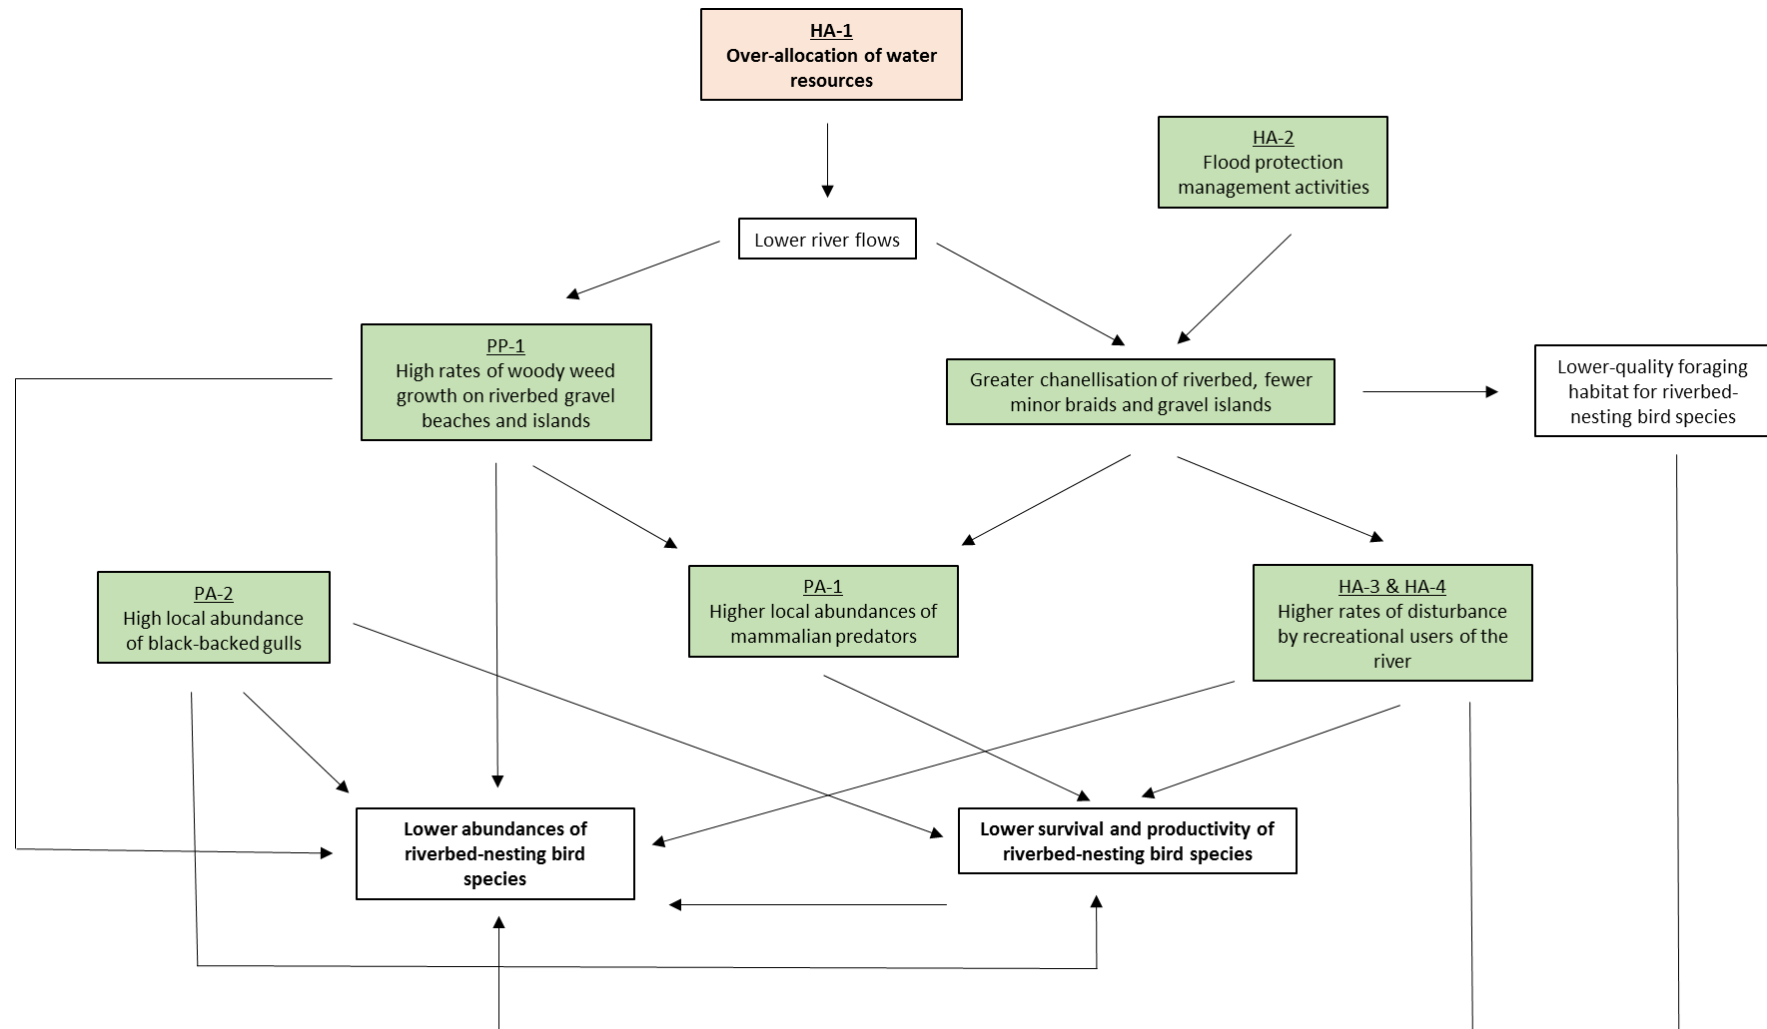 HA-1
Over-allocation of water
resources
HA-2
Flood protection
management activities
Lower river flows
PP-1
High rates of woody weed
growth on riverbed gravel
beaches and islands
Greater chanellisation of riverbed, fewer
minor braids and gravel islands
Lower-quality foraging
habitat for riverbed-
nesting bird species
PA-2
High local abundance
of black-backed gulls
PA-1
Higher local abundances of
mammalian predators
HA-3 & HA-4
Higher rates of disturbance
by recreational users of the
river
Lower abundances of
riverbed-nesting bird
species
Lower survival and productivity of
riverbed-nesting bird species